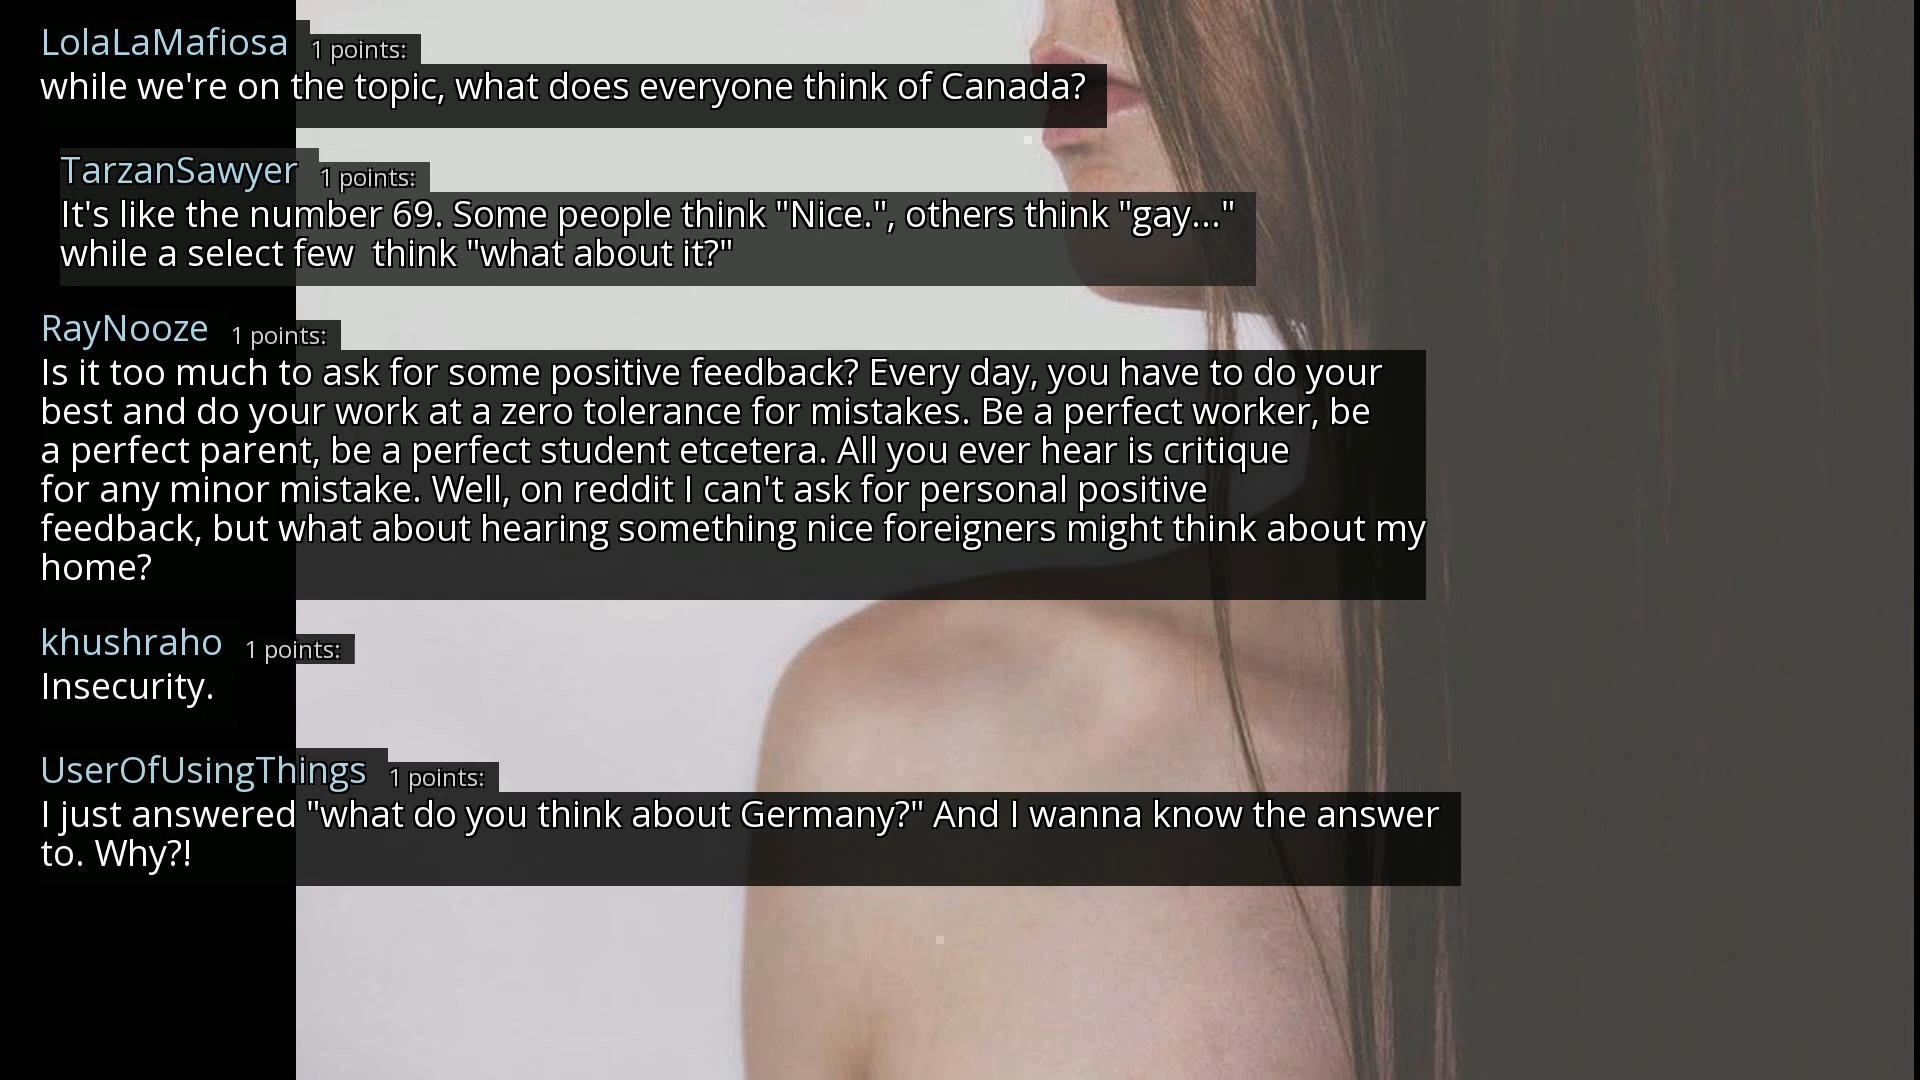 LolaLaMafiosa 1 points:
while we're on the topic, what does everyone think of Canada?
TarzanSawyer 1 points:
It's like the number 69. Some people think "Nice.", others think "gay..."
while a select few  think "what about it?"
RayNooze 1 points:
Is it too much to ask for some positive feedback? Every day, you have to do your
best and do your work at a zero tolerance for mistakes. Be a perfect worker, be
a perfect parent, be a perfect student etcetera. All you ever hear is critique
for any minor mistake. Well, on reddit I can't ask for personal positive
feedback, but what about hearing something nice foreigners might think about my
home?
khushraho 1 points:
Insecurity.
UserOfUsingThings 1 points:
I just answered "what do you think about Germany?" And I wanna know the answer
to. Why?!